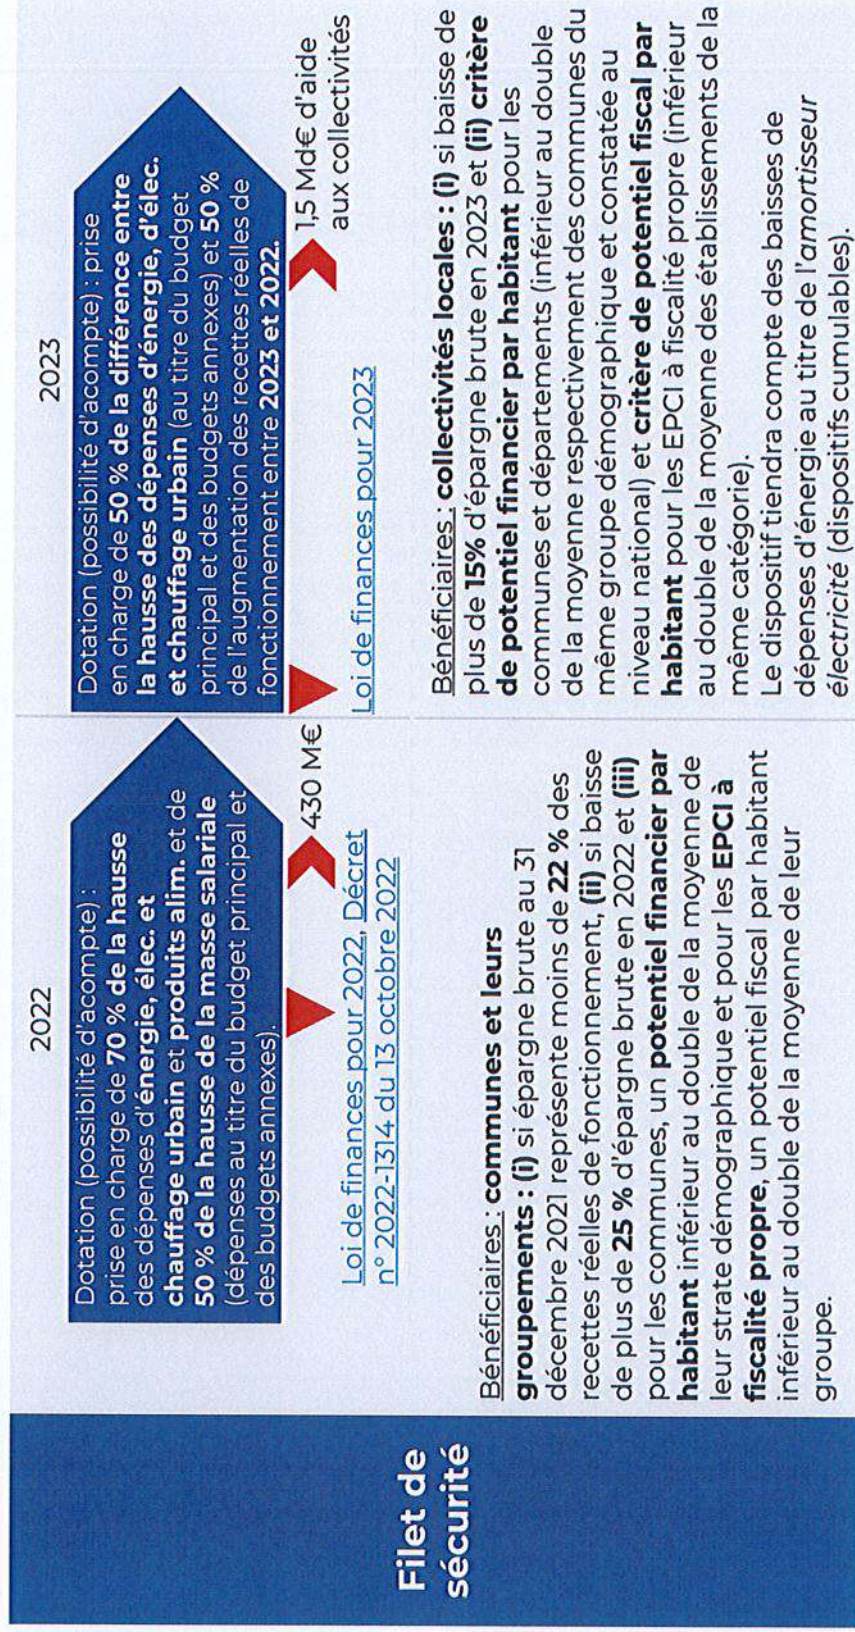 Filet de
sécurité
2022
Dotation (possibilité d'acompte) :
prise en charge de 70 % de la hausse
des dépenses d'énergie, élec. et
chauffage urbain et produits alim. et de
50 % de la hausse de la masse salariale
(dépenses au titre du budget principal et
des budgets annexes).
430 M€
Loi de finances pour 2022, Décret
n° 2022-1314 du 13 octobre 2022
Bénéficiaires : communes et leurs
groupements : (i) si épargne brute au 31
décembre 2021 représente moins de 22 % des
recettes réelles de fonctionnement, (ii) si baisse
de plus de 25 % d'épargne brute en 2022 et (iii)
pour les communes, un potentiel financier par
habitant inférieur au double de la moyenne de
leur strate démographique et pour les EPCI à
fiscalité propre, un potentiel fiscal par habitant
inférieur au double de la moyenne de leur
groupe.
2023
Dotation (possibilité d'acompte) : prise
en charge de 50 % de la différence entre
la hausse des dépenses d'énergie, d'élec.
et chauffage urbain (au titre du budget
principal et des budgets annexes) et 50 %
de l'augmentation des recettes réelles de
fonctionnement entre 2023 et 2022.
1,5 Md€ d'aide
aux collectivités
Loi de finances pour 2023
Bénéficiaires : collectivités locales : (i) si baisse de
plus de 15% d'épargne brute en 2023 et (ii) critère
de potentiel financier par habitant pour les
communes et départements (inférieur au double
de la moyenne respectivement des communes du
même groupe démographique et constatée au
niveau national) et critère de potentiel fiscal par
habitant pour les EPCI à fiscalité propre (inférieur
au double de la moyenne des établissements de la
même catégorie).
Le dispositif tiendra compte des baisses de
dépenses d'énergie au titre de l'amortisseur
électricité (dispositifs cumulables).